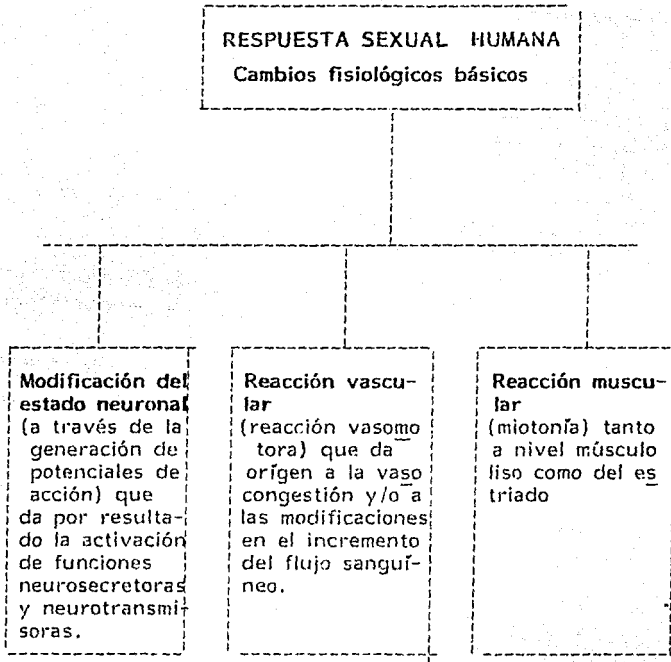 RESPUESTA SEXUAL HUMANA
Cambios fisiológicos básicos
Modificación del
estado neuronal
(a través de la
generación de
potenciales de
acción) que
da por resulta-
do la activación
de funciones
neurosecretoras
y neurotransmi-
soras.
Reacción vascu-
lar
(reacción vasomo
tora) que da
orígen a la vaso
congestión y/o a
las modificaciones
en el incremento
del flujo sanguí-
neo.
Reacción muscu-
lar
(miotonía) tanto
a nivel músculo
liso como del es
triado